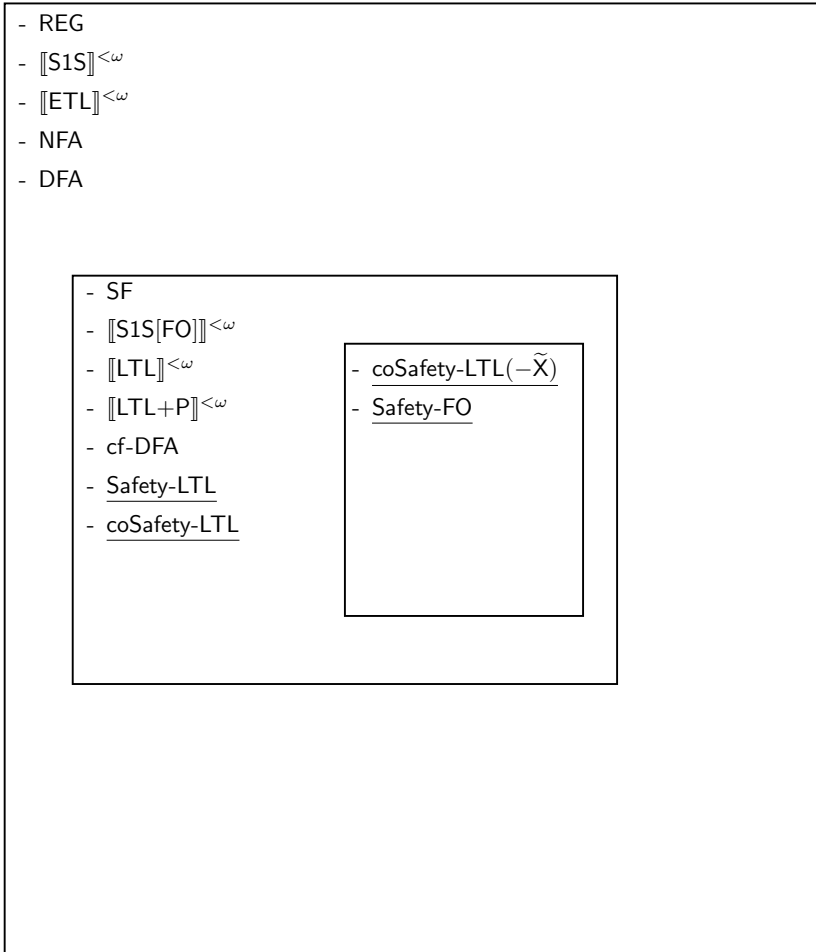 - REG
- ⟦S1S⟧^{<ω}
- ⟦ETL⟧^{<ω}
- NFA
- DFA
- SF
- ⟦S1S[FO]⟧^{<ω}
- ⟦LTL⟧^{<ω}
- ⟦LTL+P⟧^{<ω}
- cf-DFA
- Safety-LTL
- coSafety-LTL
- coSafety-LTL(−X̃)
- Safety-FO